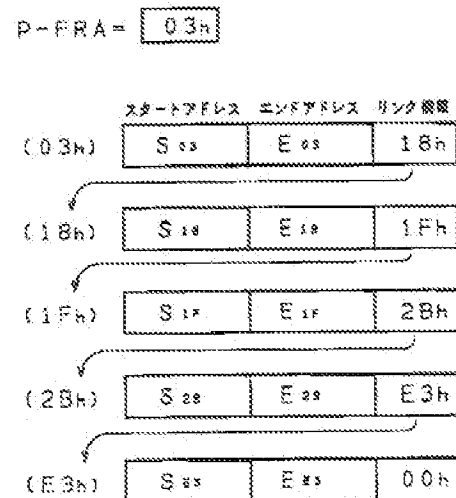 P-FRA= 03h
スタートアドレス エンドアドレス リンク情報
(03h) S03 E03 18h
(18h) S18 E18 1Fh
(1Fh) S1F E1F 2Bh
(2Bh) S2B E2B E3h
(E3h) SE3 EE3 00h